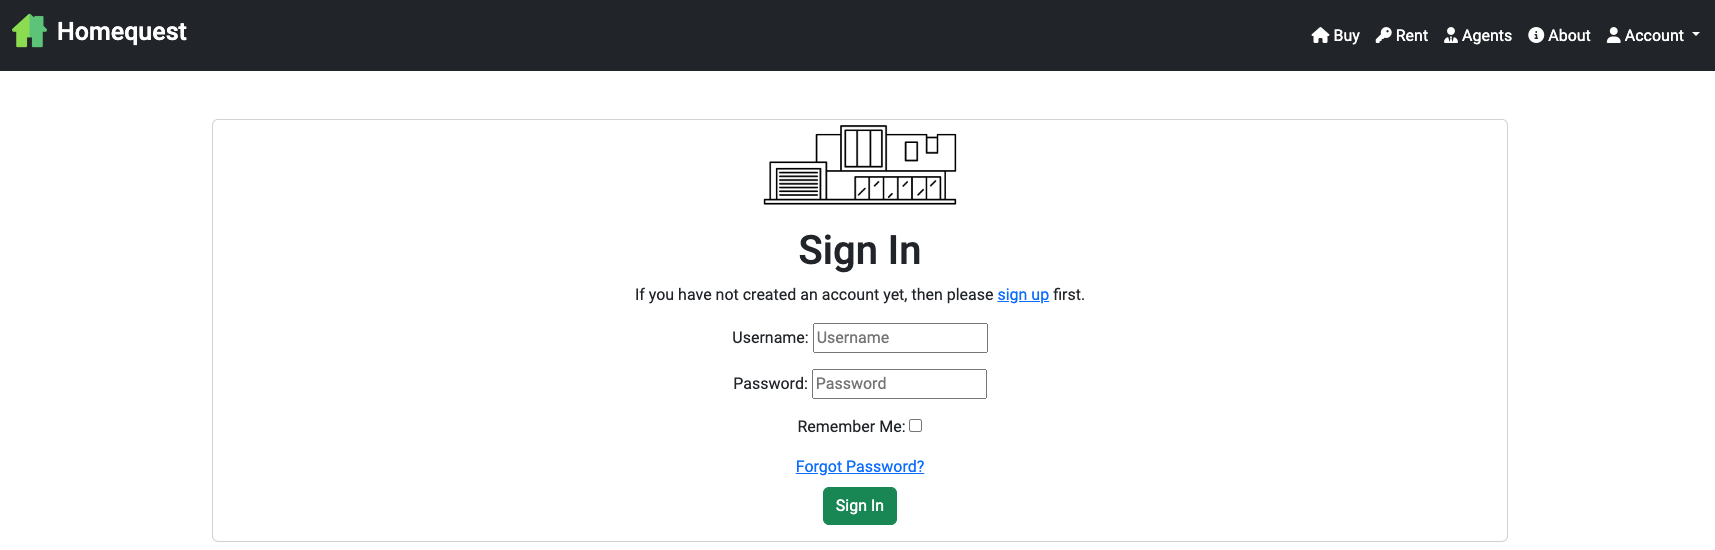 Homequest
Buy Rent Agents About Account
Sign In
If you have not created an account yet, then please sign up first.
Username: Username
Password: Password
Remember Me:
Forgot Password?
Sign In